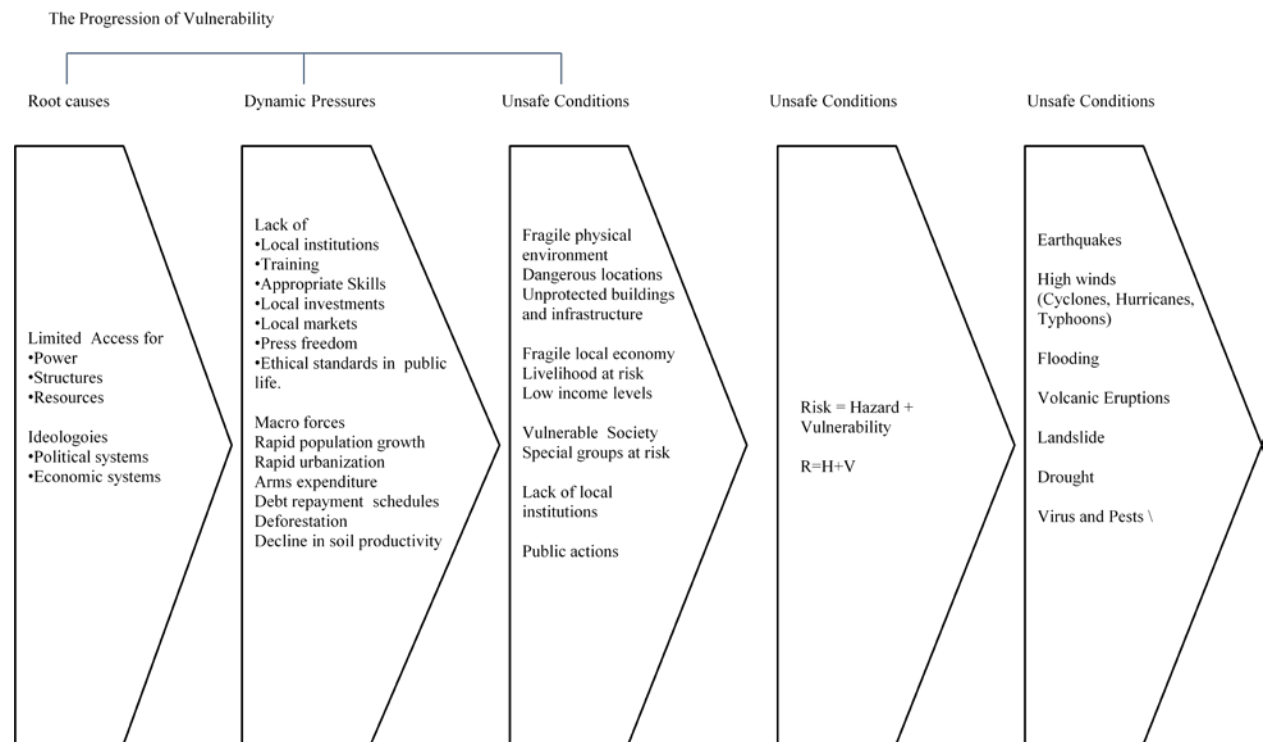 The Progression of Vulnerability
Root causes
Dynamic Pressures
Unsafe Conditions
Unsafe Conditions
Unsafe Conditions
Limited Access for
•Power
•Structures
•Resources
Ideologoies
•Political systems
•Economic systems
Lack of
•Local institutions
•Training
•Appropriate Skills
•Local investments
•Local markets
•Press freedom
•Ethical standards in public
life.
Macro forces
Rapid population growth
Rapid urbanization
Arms expenditure
Debt repayment schedules
Deforestation
Decline in soil productivity
Fragile physical
environment
Dangerous locations
Unprotected buildings
and infrastructure
Fragile local economy
Livelihood at risk
Low income levels
Vulnerable Society
Special groups at risk
Lack of local
institutions
Public actions
Risk = Hazard +
Vulnerability
R=H+V
Earthquakes
High winds
(Cyclones, Hurricanes,
Typhoons)
Flooding
Volcanic Eruptions
Landslide
Drought
Virus and Pests \